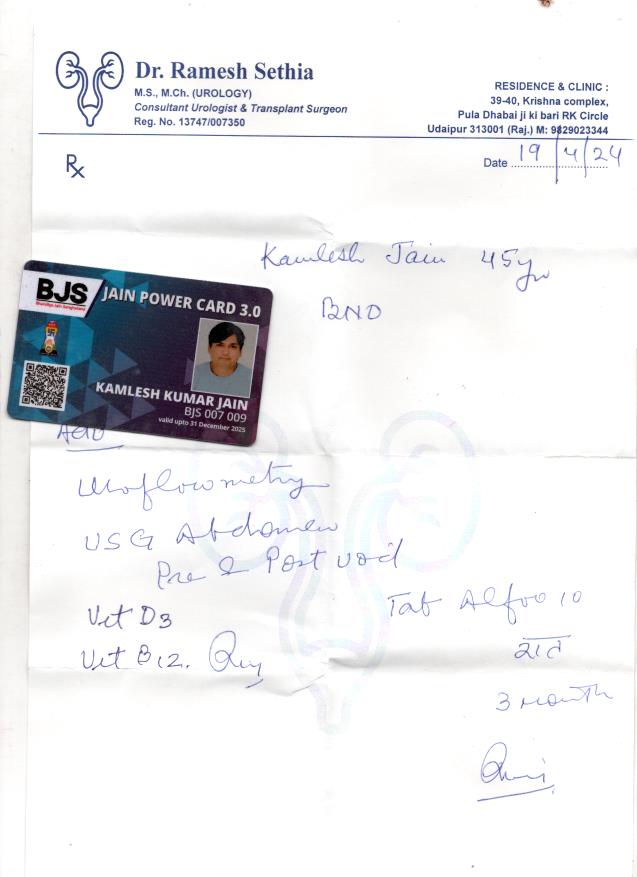 Dr. Ramesh Sethia
M.S., M.Ch. (UROLOGY)
Consultant Urologist & Transplant Surgeon
Reg. No. 13747/007350
RESIDENCE & CLINIC :
39-40, Krishna complex,
Pula Dhabai ji ki bari RK Circle
Udaipur 313001 (Raj.) M: 9829023344
Rx
Date 19/4/24
Kamlesh Jain 45yr
BNO
BJS
JAIN POWER CARD 3.0
KAMLESH KUMAR JAIN
BJS 007 009
valid upto 31 December 2025
Adv
Uroflowmetry
USG Abdomen
Pre & Post void
Vit D3
Vit B12.
Tab Alfoo 10
रात
3 month